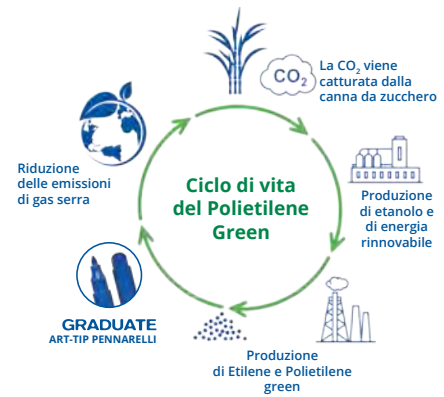 CO₂
La CO₂ viene
catturata dalla
canna da zucchero
Riduzione
delle emissioni
di gas serra
Ciclo di vita
del Polietilene
Green
Produzione
di etanolo e
di energia
rinnovabile
GRADUATE
ART-TIP PENNARELLI
Produzione
di Etilene e Polietilene
green